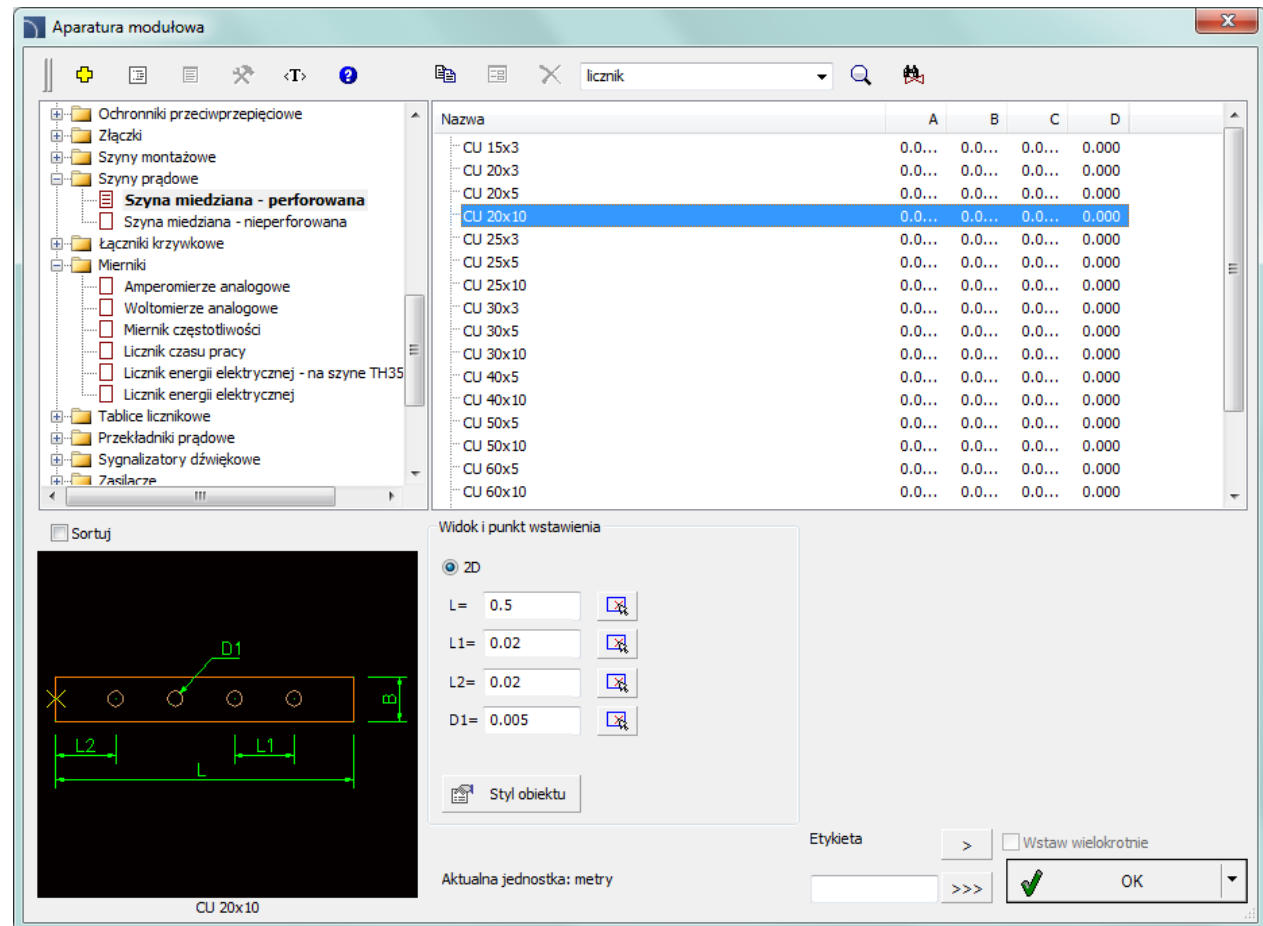 Aparatura modułowa
<T>
licznik
Ochronniki przeciwprzepięciowe
Złączki
Szyny montażowe
Szyny prądowe
Szyna miedziana - perforowana
Szyna miedziana - nieperforowana
Łączniki krzywkowe
Mierniki
Amperomierze analogowe
Woltomierze analogowe
Miernik częstotliwości
Licznik czasu pracy
Licznik energii elektrycznej - na szyne TH35
Licznik energii elektrycznej
Tablice licznikowe
Przekładniki prądowe
Sygnalizatory dźwiękowe
Zasilacze
Nazwa A B C D
CU 15x3 0.0... 0.0... 0.0... 0.000
CU 20x3 0.0... 0.0... 0.0... 0.000
CU 20x5 0.0... 0.0... 0.0... 0.000
CU 20x10 0.0... 0.0... 0.0... 0.000
CU 25x3 0.0... 0.0... 0.0... 0.000
CU 25x5 0.0... 0.0... 0.0... 0.000
CU 25x10 0.0... 0.0... 0.0... 0.000
CU 30x3 0.0... 0.0... 0.0... 0.000
CU 30x5 0.0... 0.0... 0.0... 0.000
CU 30x10 0.0... 0.0... 0.0... 0.000
CU 40x5 0.0... 0.0... 0.0... 0.000
CU 40x10 0.0... 0.0... 0.0... 0.000
CU 50x5 0.0... 0.0... 0.0... 0.000
CU 50x10 0.0... 0.0... 0.0... 0.000
CU 60x5 0.0... 0.0... 0.0... 0.000
CU 60x10 0.0... 0.0... 0.0... 0.000
Sortuj
D1
B
L2
L1
L
CU 20x10
Widok i punkt wstawienia
2D
L= 0.5
L1= 0.02
L2= 0.02
D1= 0.005
Styl obiektu
Aktualna jednostka: metry
Etykieta
>
Wstaw wielokrotnie
>>>
OK